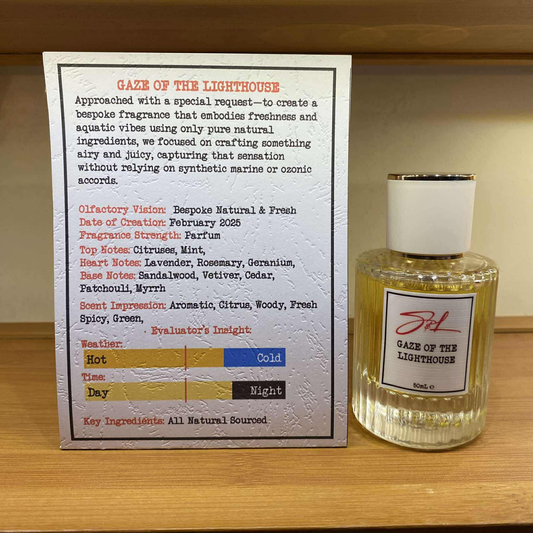 GAZE OF THE LIGHTHOUSE
Approached with a special request—to create a
bespoke fragrance that embodies freshness and
aquatic vibes using only pure natural
ingredients, we focused on crafting something
airy and juicy, capturing that sensation
without relying on synthetic marine or ozonic
accords.
Olfactory Vision: Bespoke Natural & Fresh
Date of Creation: February 2025
Fragrance Strength: Parfum
Top Notes: Citruses, Mint,
Heart Notes: Lavender, Rosemary, Geranium,
Base Notes: Sandalwood, Vetiver, Cedar,
Patchouli, Myrrh
Scent Impression: Aromatic, Citrus, Woody, Fresh
Spicy, Green,
Evaluator's Insight:
Weather:
Hot Cold
Time:
Day Night
Key Ingredients: All Natural Sourced
GAZE OF THE
LIGHTHOUSE
50mL e